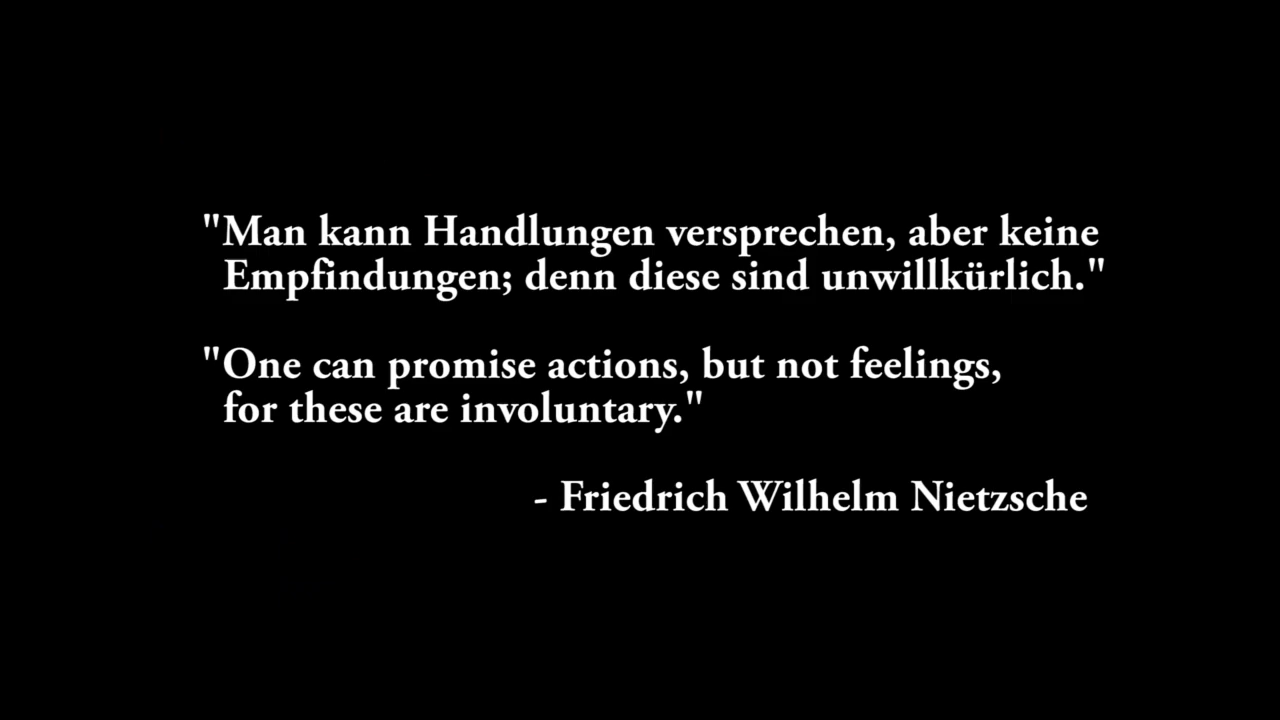 "Man kann Handlungen versprechen, aber keine
Empfindungen; denn diese sind unwillkürlich."
"One can promise actions, but not feelings,
for these are involuntary."
- Friedrich Wilhelm Nietzsche